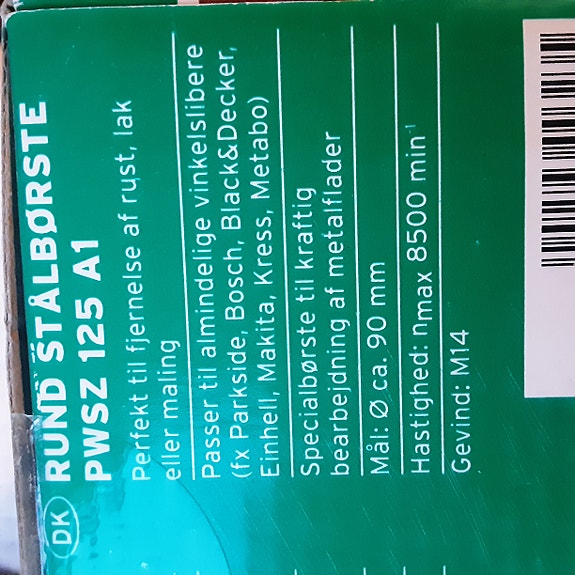 DK RUND STÅLBØRSTE
PWSZ 125 A1
Perfekt til fjernelse af rust, lak
eller maling
Passer til almindelige vinkelslibere
(fx Parkside, Bosch, Black&Decker,
Einhell, Makita, Kress, Metabo)
Specialbørste til kraftig
bearbejdning af metalflader
Mål: Ø ca. 90 mm
Hastighed: nmax 8500 min-1
Gevind: M14